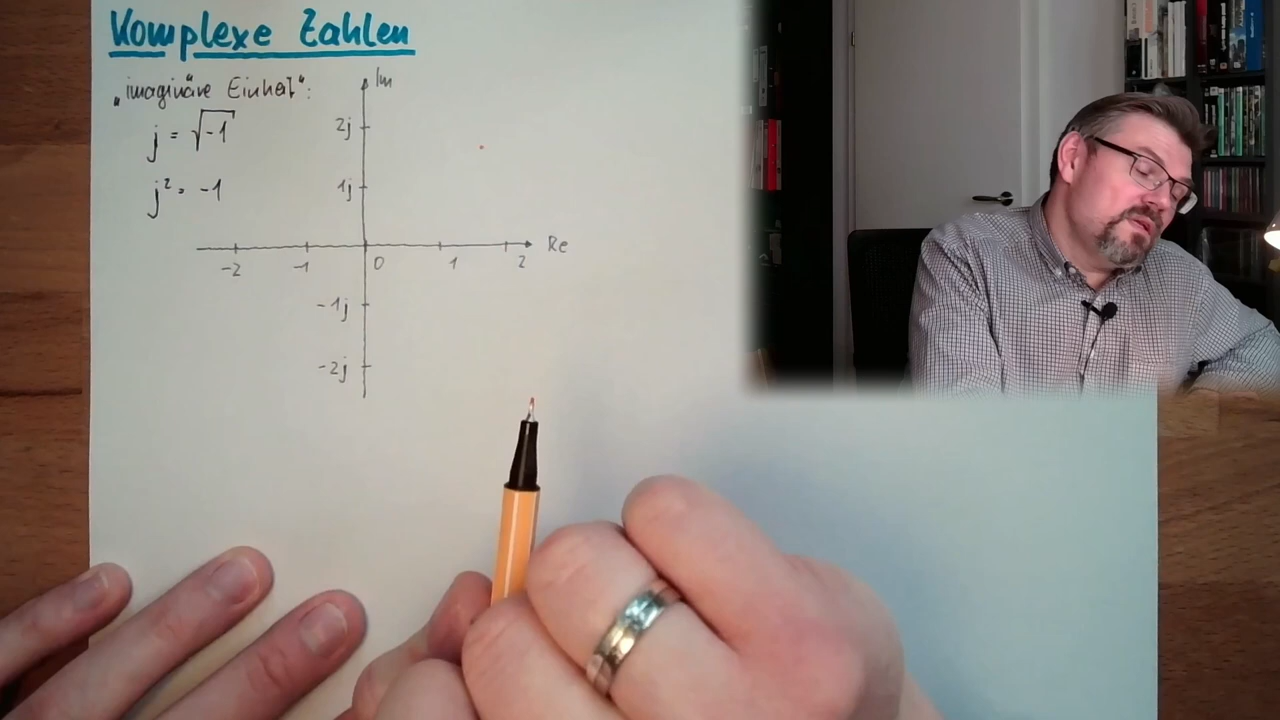 Komplexe Zahlen
„imaginäre Einheit“:
j = √-1
j² = -1
Im
2j
1j
-2 -1 0 1 2 Re
-1j
-2j